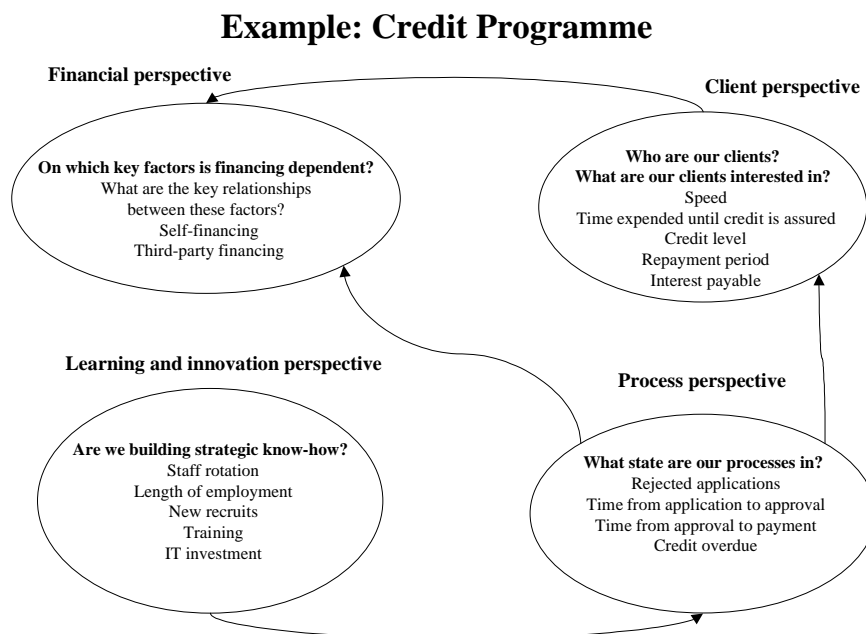 Example: Credit Programme
Financial perspective
On which key factors is financing dependent?
What are the key relationships
between these factors?
Self-financing
Third-party financing
Client perspective
Who are our clients?
What are our clients interested in?
Speed
Time expended until credit is assured
Credit level
Repayment period
Interest payable
Learning and innovation perspective
Are we building strategic know-how?
Staff rotation
Length of employment
New recruits
Training
IT investment
Process perspective
What state are our processes in?
Rejected applications
Time from application to approval
Time from approval to payment
Credit overdue